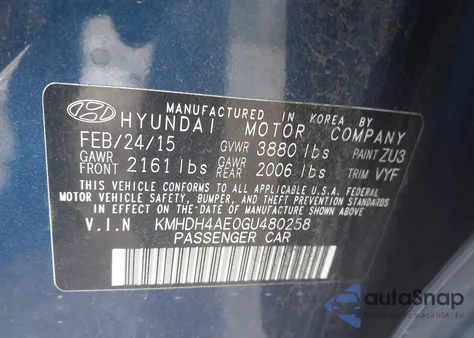 MANUFACTURED IN KOREA BY
HYUNDAI MOTOR COMPANY
FEB/24/15 GVWR 3880 lbs PAINT ZU3
GAWR FRONT 2161 lbs GAWR REAR 2006 lbs TRIM VYF
THIS VEHICLE CONFORMS TO ALL APPLICABLE U.S.A. FEDERAL
MOTOR VEHICLE SAFETY, BUMPER, AND THEFT PREVENTION STANDARDS
IN EFFECT ON THE DATE OF MANUFACTURE SHOWN ABOVE.
V.I.N KMHDH4AE0GU480258
PASSENGER CAR
autoSnap